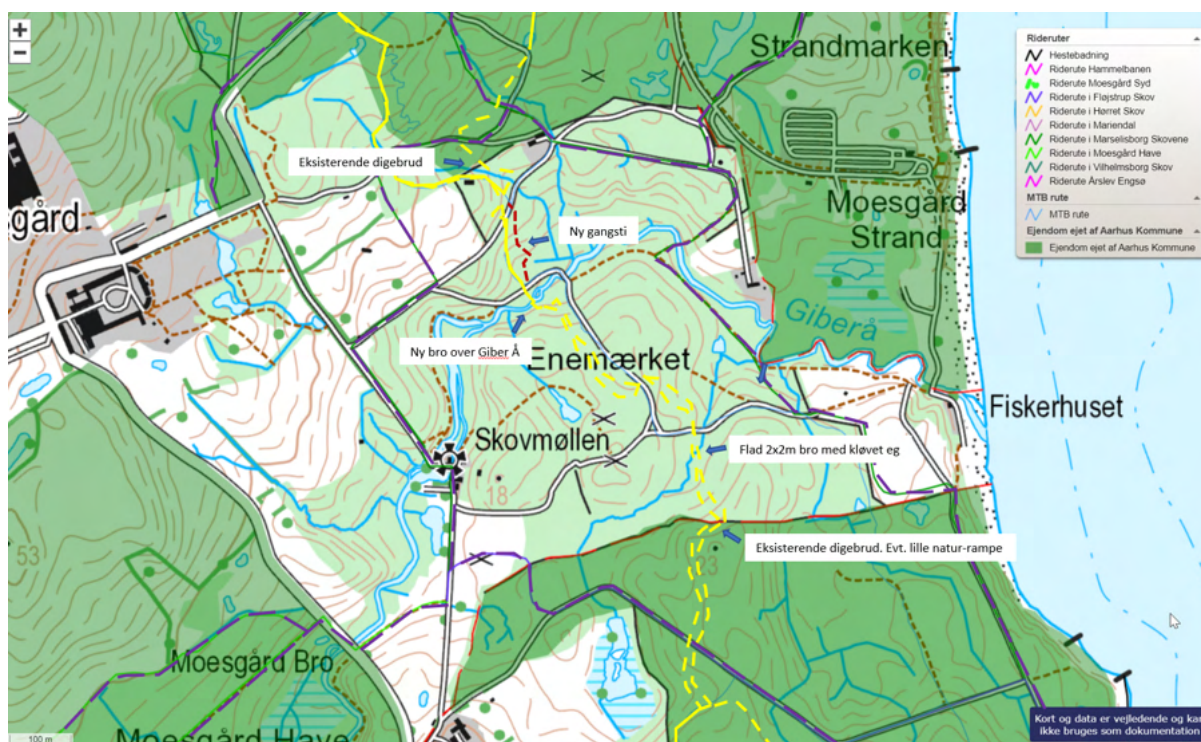 +
−
Strandmarken
Rideruter
Hestebadning
Riderute Hammelbanen
Riderute Moesgård Syd
Riderute i Fløjstrup Skov
Riderute i Hørret Skov
Riderute i Mariendal
Riderute i Marselisborg Skovene
Riderute i Moesgård Have
Riderute i Vilhelmsborg Skov
Riderute Årslev Engsø
MTB rute
MTB rute
Ejendom ejet af Aarhus Kommune
Ejendom ejet af Aarhus Kommune
Eksisterende digebrud
Moesgård
Strand
sgård
Ny gangsti
Giberå
Ny bro over Giber Å
Enemærket
Fiskerhuset
Skovmøllen
Flad 2x2m bro med kløvet eg
18
Eksisterende digebrud. Evt. lille natur-rampe
53
23
Moesgård Bro
Moesgård Have
100 m
Kort og data er vejledende og kan
ikke bruges som dokumentation